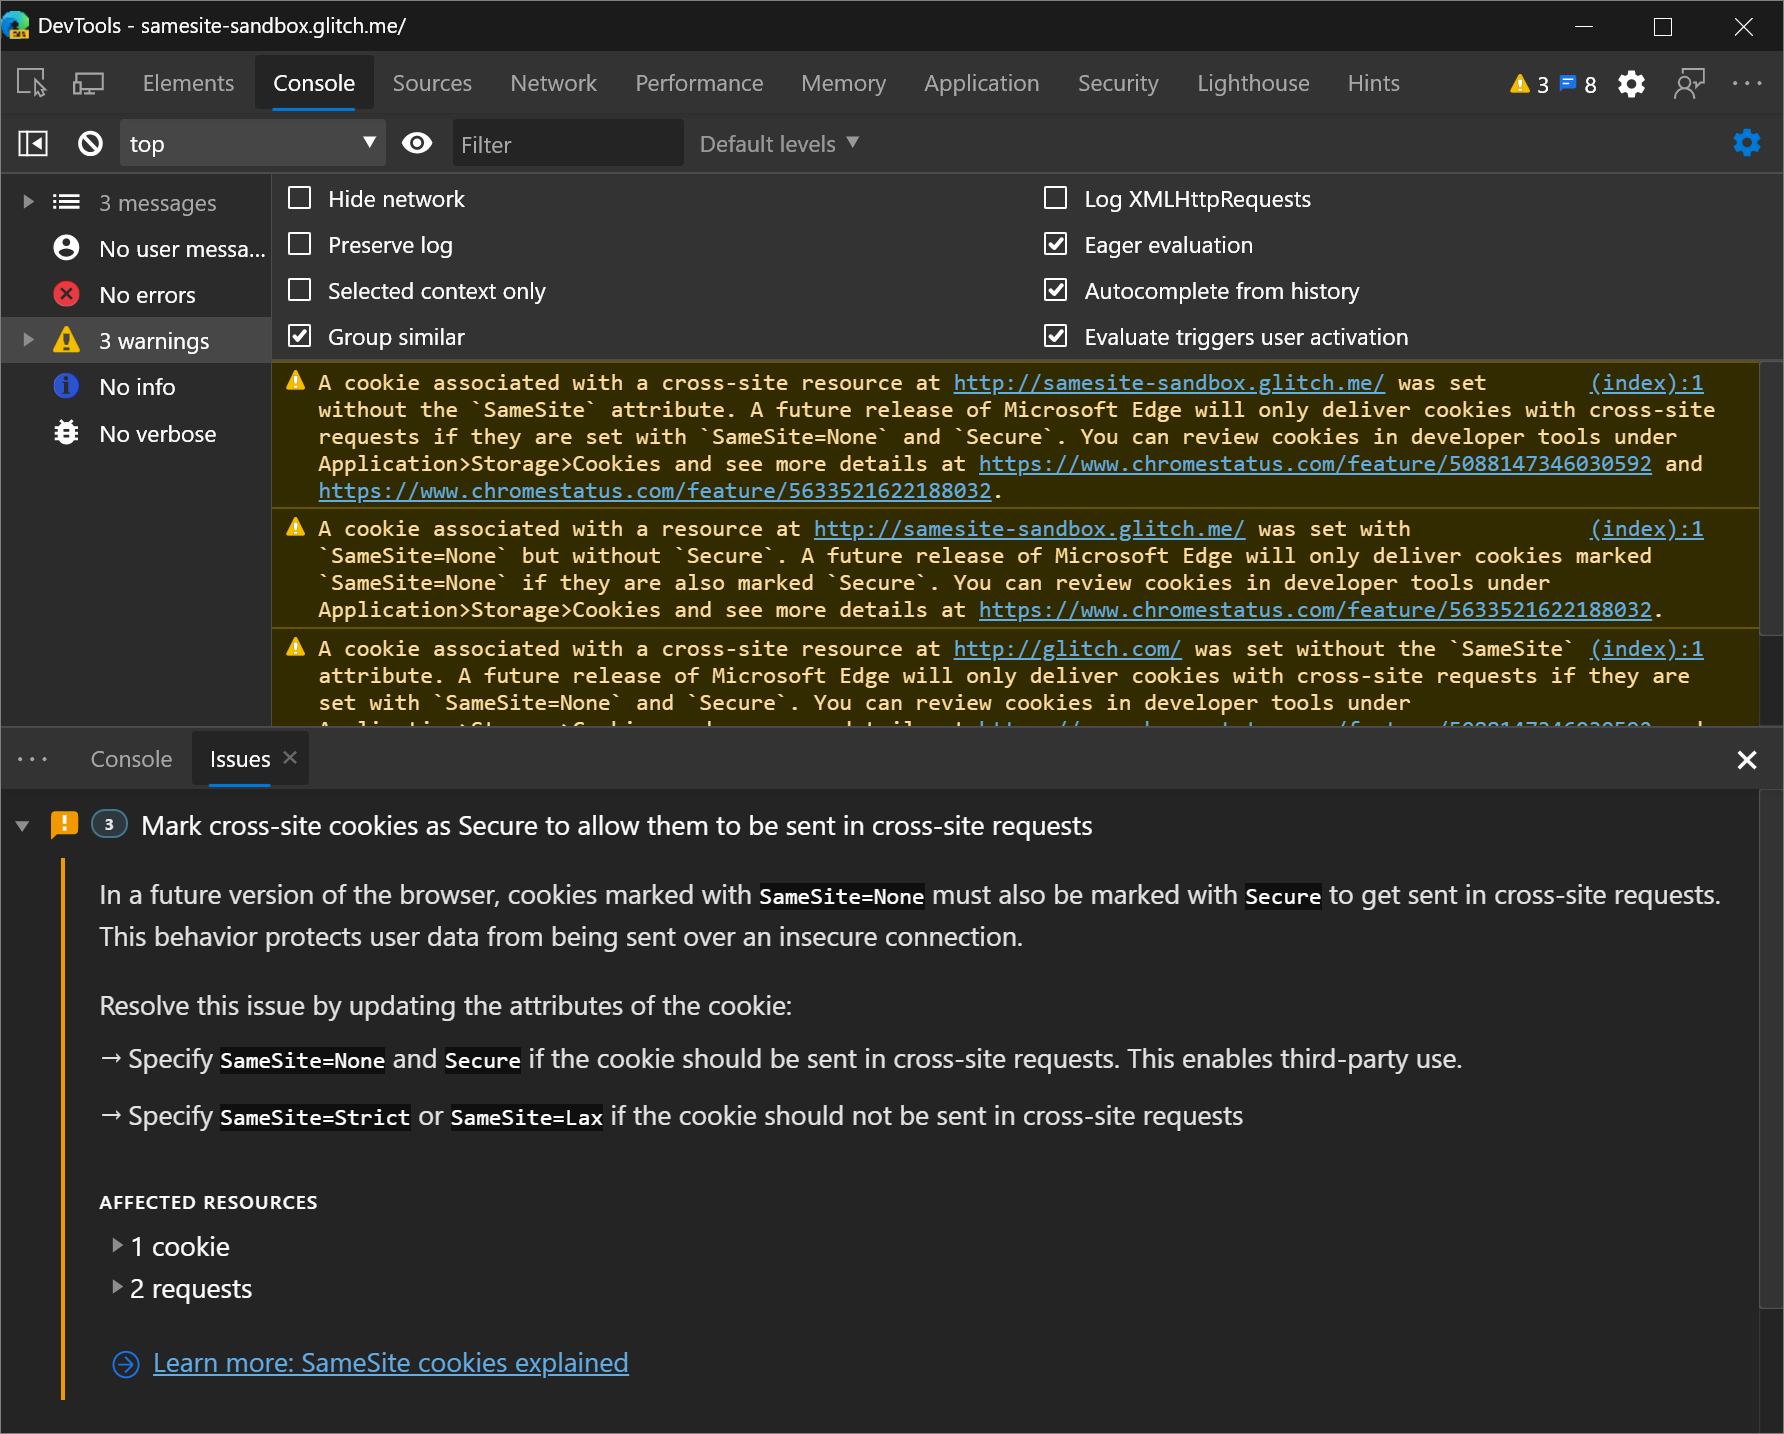 DevTools - samesite-sandbox.glitch.me/
Elements Console Sources Network Performance Memory Application Security Lighthouse Hints 3 8
top Filter Default levels
3 messages
No user messa...
No errors
3 warnings
No info
No verbose
Hide network
Preserve log
Selected context only
Group similar
Log XMLHttpRequests
Eager evaluation
Autocomplete from history
Evaluate triggers user activation
A cookie associated with a cross-site resource at http://samesite-sandbox.glitch.me/ was set (index):1
without the `SameSite` attribute. A future release of Microsoft Edge will only deliver cookies with cross-site
requests if they are set with `SameSite=None` and `Secure`. You can review cookies in developer tools under
Application>Storage>Cookies and see more details at https://www.chromestatus.com/feature/5088147346030592 and
https://www.chromestatus.com/feature/5633521622188032.
A cookie associated with a resource at http://samesite-sandbox.glitch.me/ was set with (index):1
`SameSite=None` but without `Secure`. A future release of Microsoft Edge will only deliver cookies marked
`SameSite=None` if they are also marked `Secure`. You can review cookies in developer tools under
Application>Storage>Cookies and see more details at https://www.chromestatus.com/feature/5633521622188032.
A cookie associated with a cross-site resource at http://glitch.com/ was set without the `SameSite` (index):1
attribute. A future release of Microsoft Edge will only deliver cookies with cross-site requests if they are
set with `SameSite=None` and `Secure`. You can review cookies in developer tools under
Console Issues
3 Mark cross-site cookies as Secure to allow them to be sent in cross-site requests
In a future version of the browser, cookies marked with SameSite=None must also be marked with Secure to get sent in cross-site requests.
This behavior protects user data from being sent over an insecure connection.
Resolve this issue by updating the attributes of the cookie:
→ Specify SameSite=None and Secure if the cookie should be sent in cross-site requests. This enables third-party use.
→ Specify SameSite=Strict or SameSite=Lax if the cookie should not be sent in cross-site requests
AFFECTED RESOURCES
1 cookie
2 requests
Learn more: SameSite cookies explained